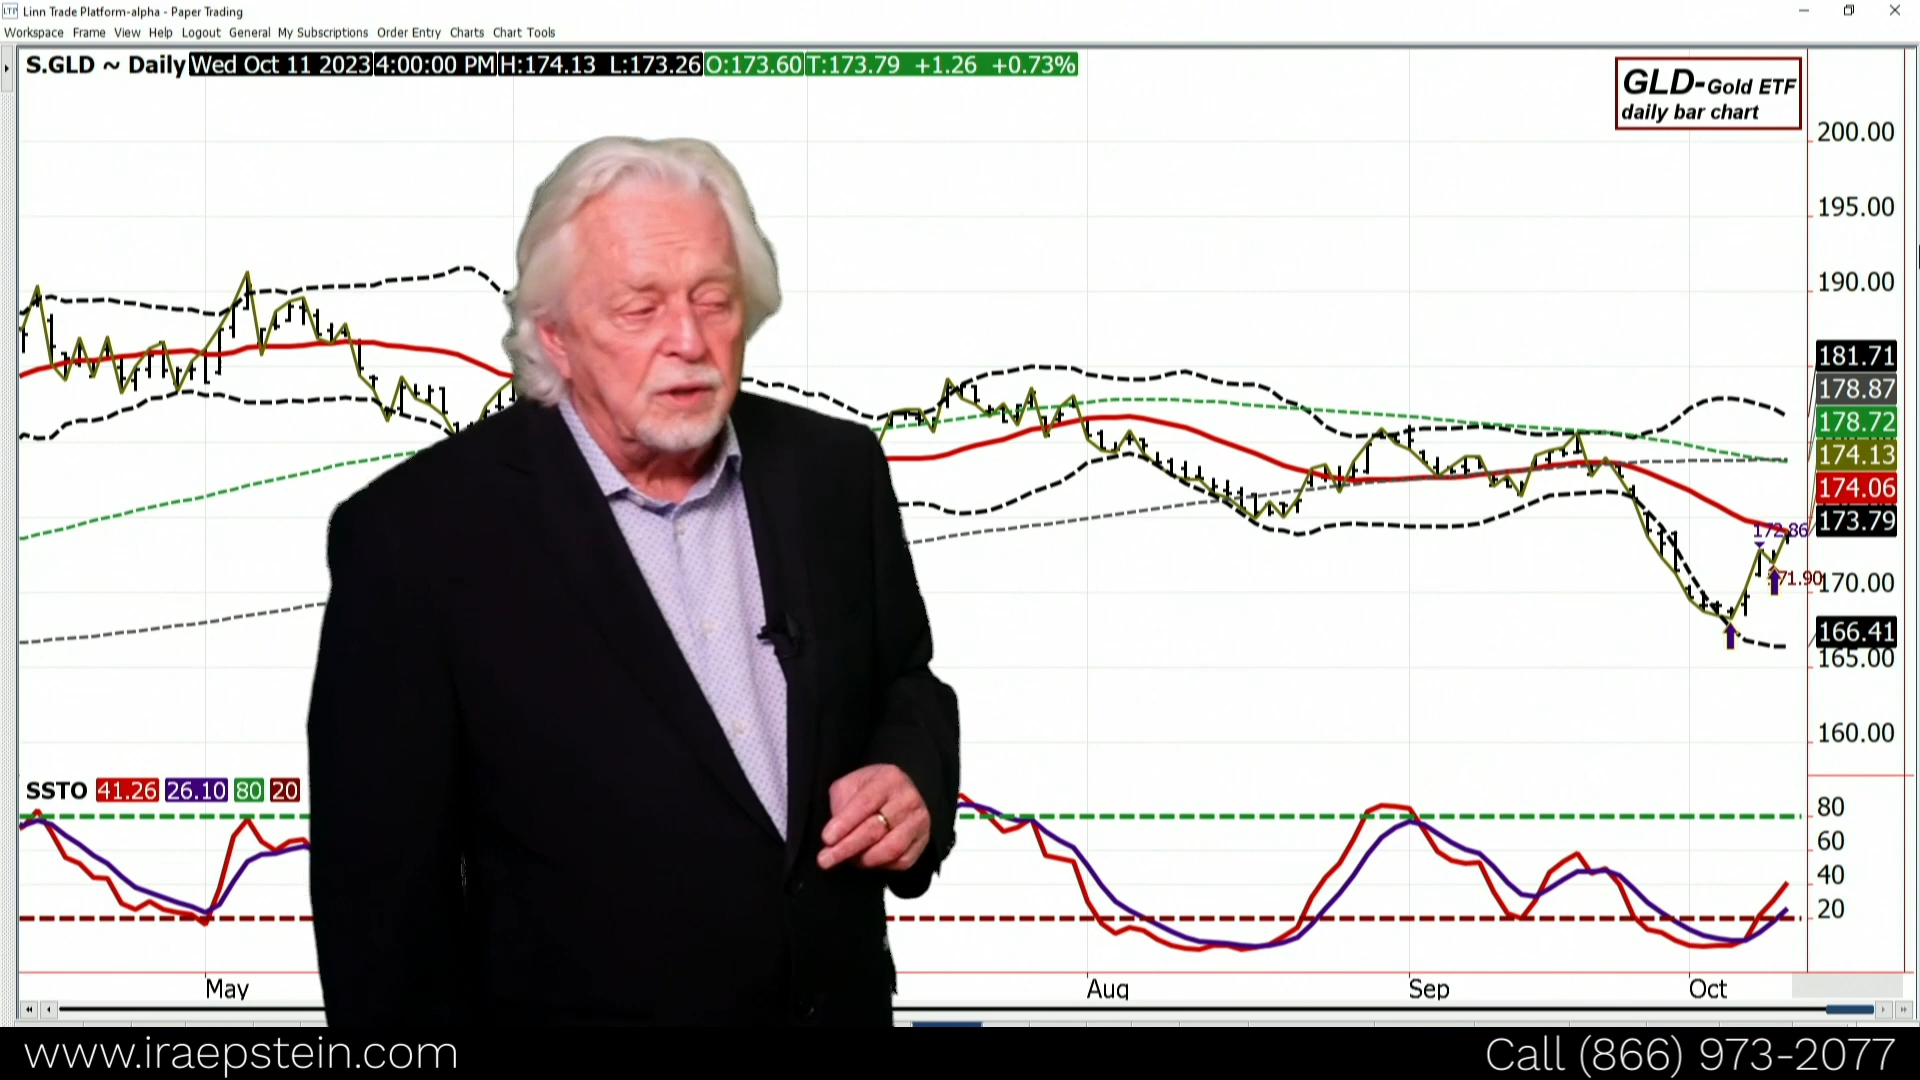 Linn Trade Platform-alpha - Paper Trading
Workspace Frame View Help Logout General My Subscriptions Order Entry Charts Chart Tools
S.GLD ~ Daily Wed Oct 11 2023 4:00:00 PM H:174.13 L:173.26 O:173.60 T:173.79 +1.26 +0.73%
GLD-Gold ETF
daily bar chart
200.00
195.00
190.00
181.71
178.87
178.72
174.13
174.06
173.79
172.86
171.90
170.00
166.41
165.00
160.00
SSTO 41.26 26.10 80 20
80
60
40
20
May Aug Sep Oct
www.iraepstein.com Call (866) 973-2077